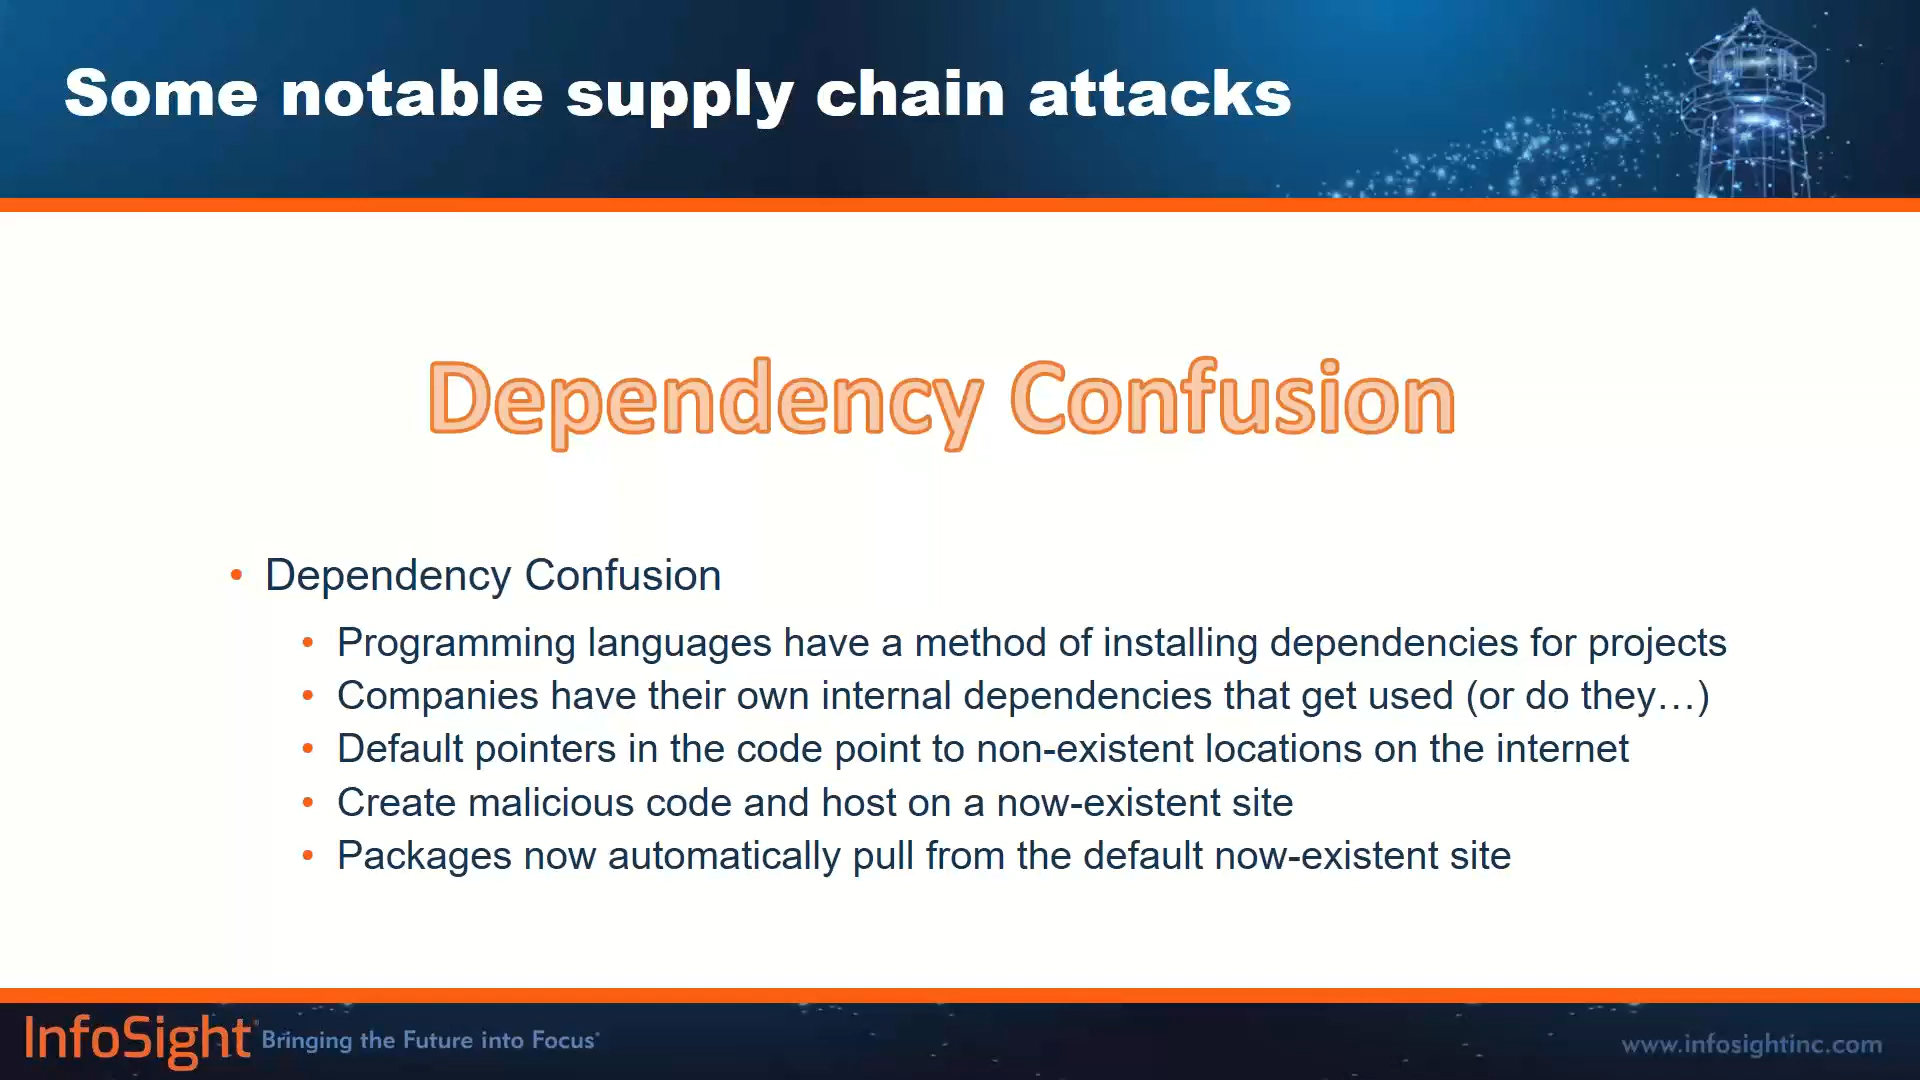 Some notable supply chain attacks
Dependency Confusion
• Dependency Confusion
• Programming languages have a method of installing dependencies for projects
• Companies have their own internal dependencies that get used (or do they…)
• Default pointers in the code point to non-existent locations on the internet
• Create malicious code and host on a now-existent site
• Packages now automatically pull from the default now-existent site
InfoSight® Bringing the Future into Focus®
www.infosightinc.com